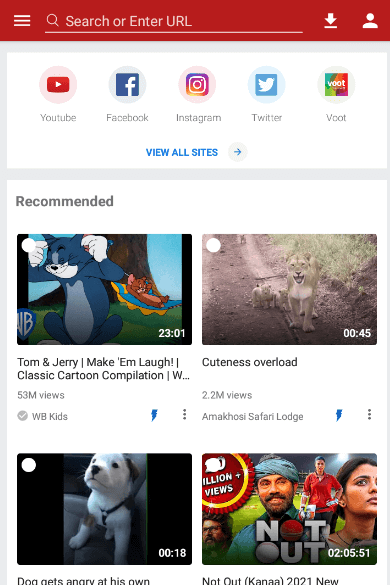 Search or Enter URL
voot
Youtube
Facebook
Instagram
Twitter
Voot
VIEW ALL SITES
Recommended
WB
23:01
00:45
Tom & Jerry | Make 'Em Laugh! |
Classic Cartoon Compilation | W...
Cuteness overload
53M views
2.2M views
WB Kids
Amakhosi Safari Lodge
00:18
ILLION +
VIEWS
NOT
OUT
02:05:51
Dog gets angry at his own
Not Out (Kanaa) 2021 New